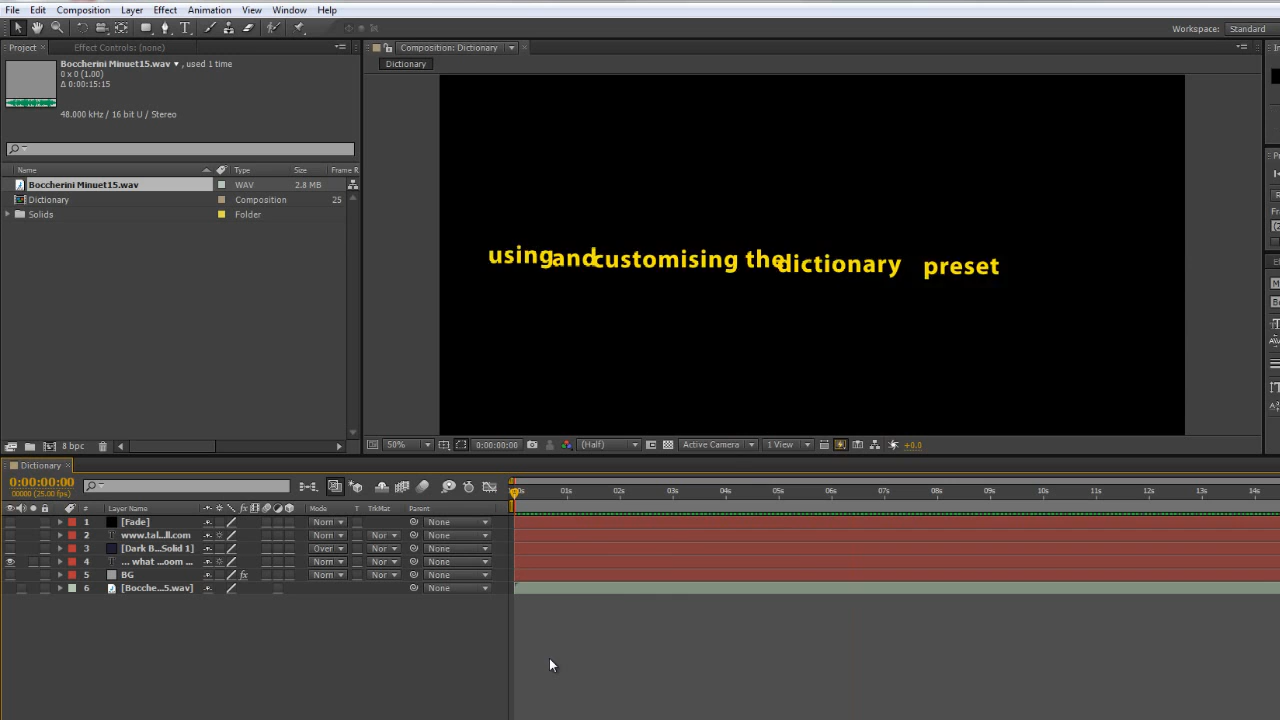 File Edit Composition Layer Effect Animation View Window Help
Workspace: Standard
Project Effect Controls: (none)
Composition: Dictionary
Dictionary
Boccherini Minuet15.wav ▾ , used 1 time
0 x 0 (1.00)
Δ 0:00:15:15
48.000 kHz / 16 bit U / Stereo
Name Type Size Frame R
Boccherini Minuet15.wav WAV 2.8 MB
Dictionary Composition 25
Solids Folder
using and customising the dictionary preset
8 bpc
50% 0:00:00:00 (Half) Active Camera 1 View +0.0
Dictionary
0:00:00:00
00000 (25.00 fps)
01s 02s 03s 04s 05s 06s 07s 08s 09s 10s 11s 12s 13s 14s
# Layer Name Mode T TrkMat Parent
1 [Fade] Norn None
2 www.tal...ll.com Norn Nor None
3 [Dark B...Solid 1] Over Nor None
4 ... what ...oom ... Norn Nor None
5 BG Norn Nor None
6 [Bocche...5.wav] None